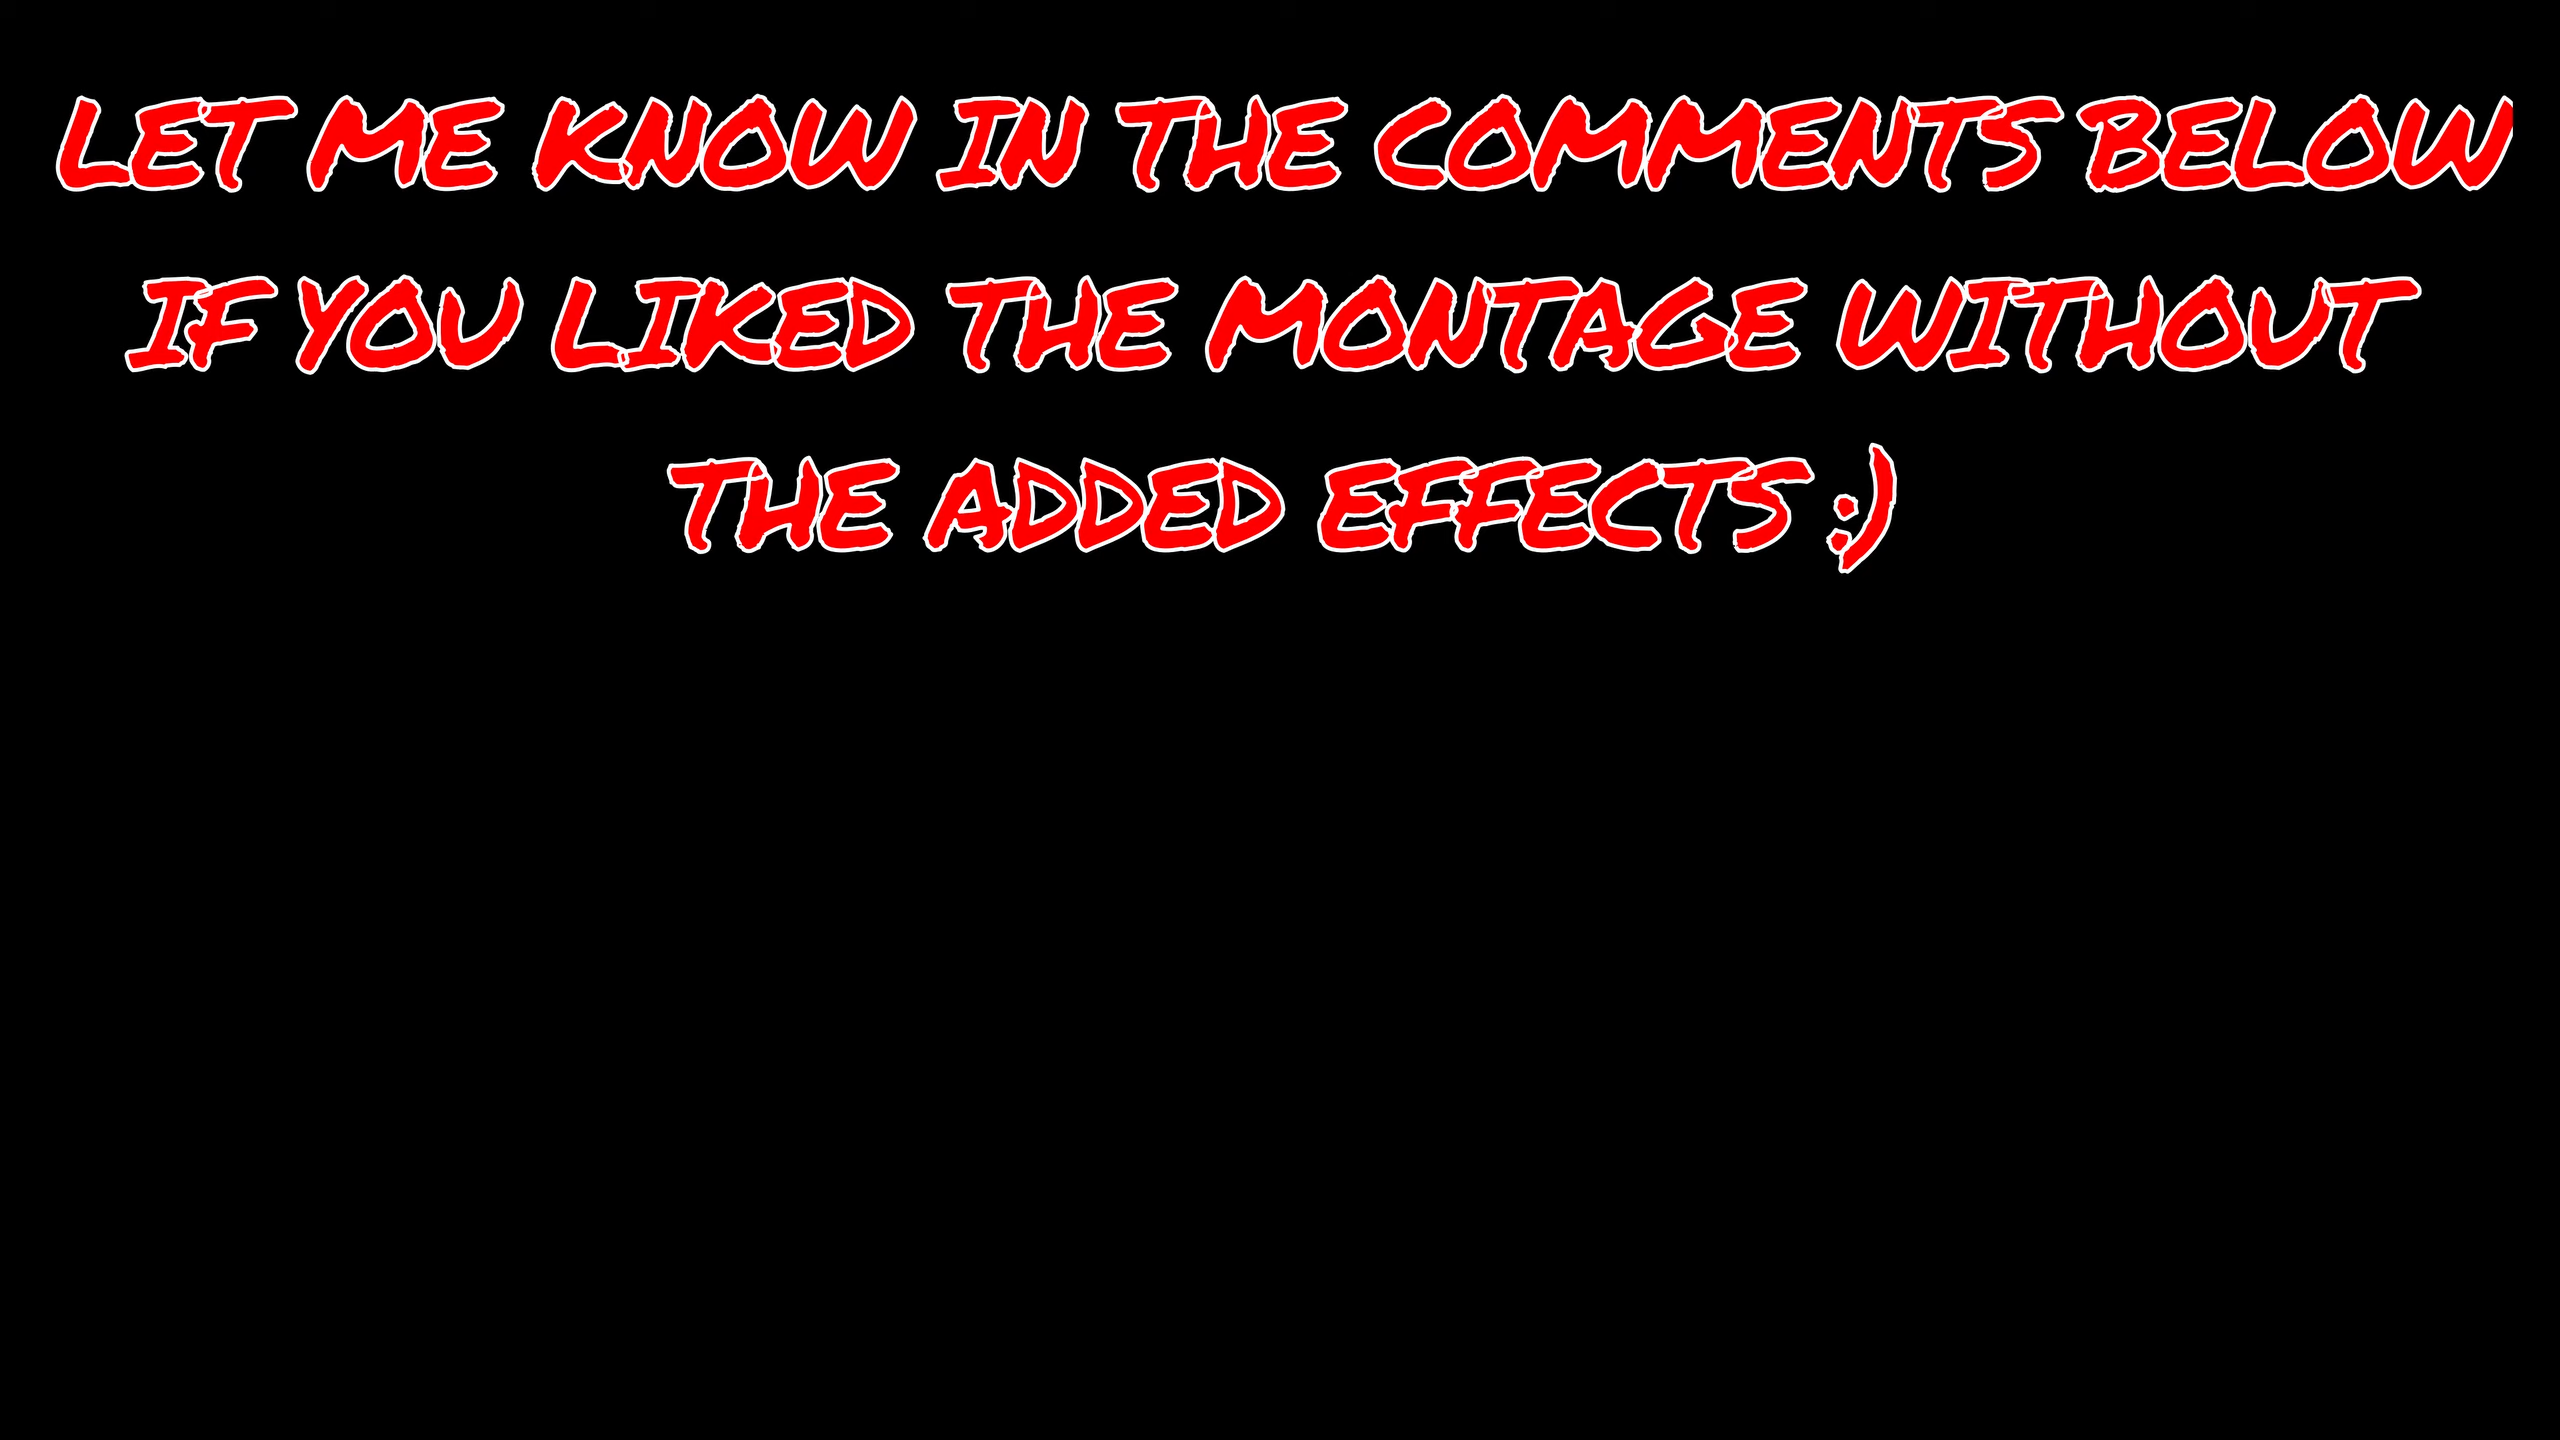 LET ME KNOW IN THE COMMENTS BELOW
IF YOU LIKED THE MONTAGE WITHOUT
THE ADDED EFFECTS :)